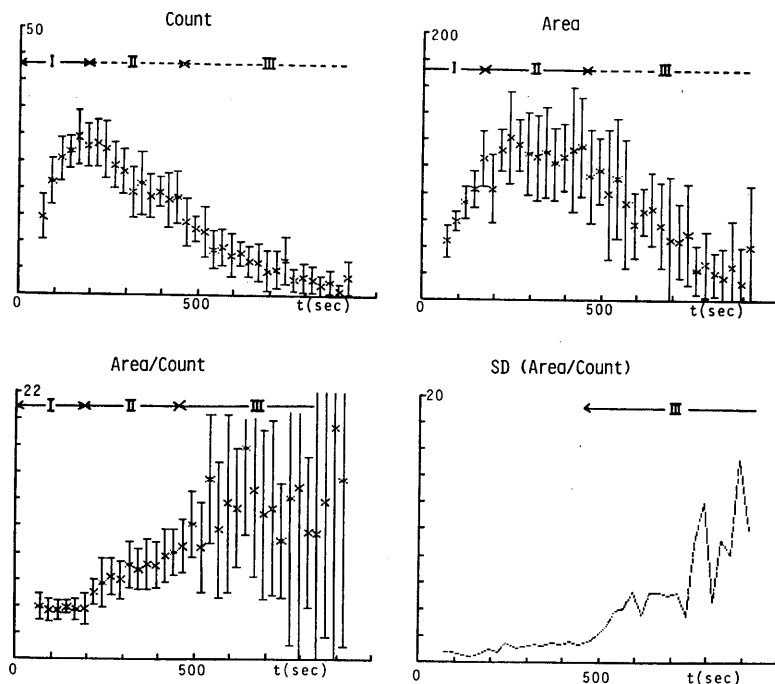 Count
50
I II III
500 t(sec)
Area
200
I II III
0 500 t(sec)
Area/Count
22
I II III
0 500 t(sec)
SD (Area/Count)
20
III
0 500 t(sec)